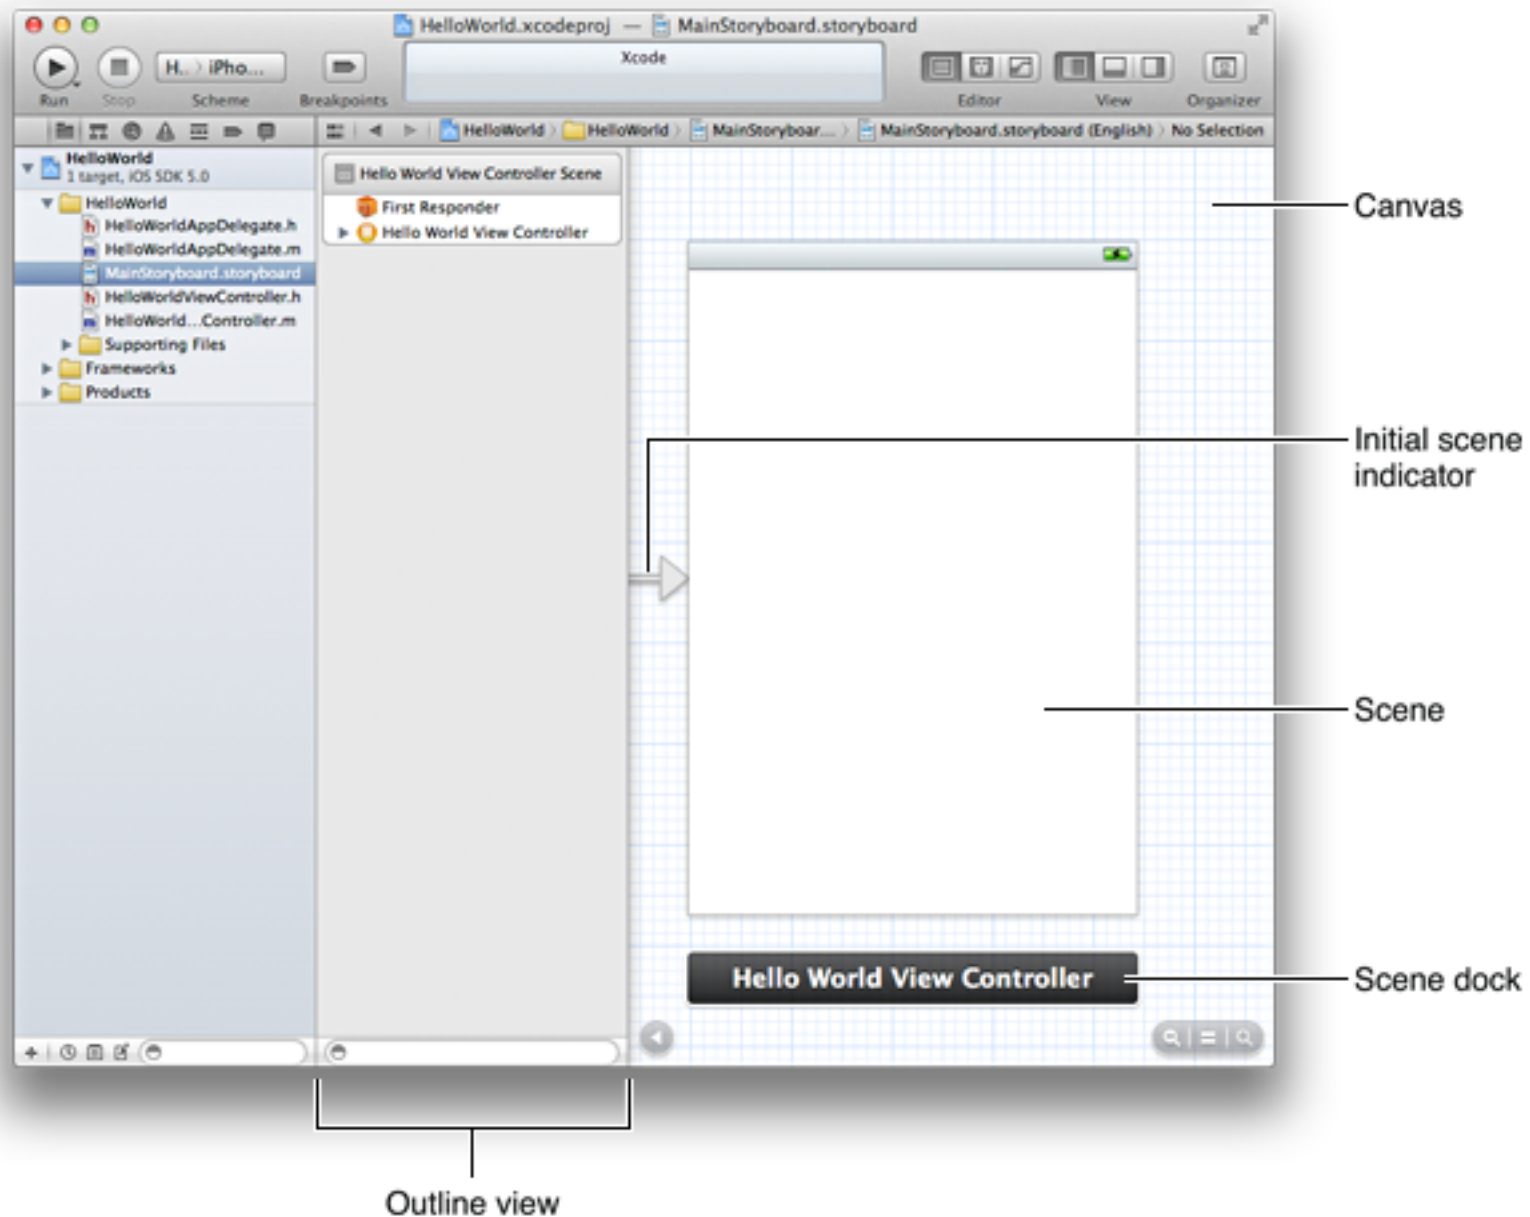 HelloWorld.xcodeproj — MainStoryboard.storyboard
H.. › iPho...
Xcode
Run
Stop
Scheme
Breakpoints
Editor
View
Organizer
HelloWorld › HelloWorld › MainStoryboar... › MainStoryboard.storyboard (English) › No Selection
HelloWorld
1 target, iOS SDK 5.0
HelloWorld
HelloWorldAppDelegate.h
HelloWorldAppDelegate.m
MainStoryboard.storyboard
HelloWorldViewController.h
HelloWorld...Controller.m
Supporting Files
Frameworks
Products
Hello World View Controller Scene
First Responder
Hello World View Controller
Hello World View Controller
Canvas
Initial scene
indicator
Scene
Scene dock
Outline view